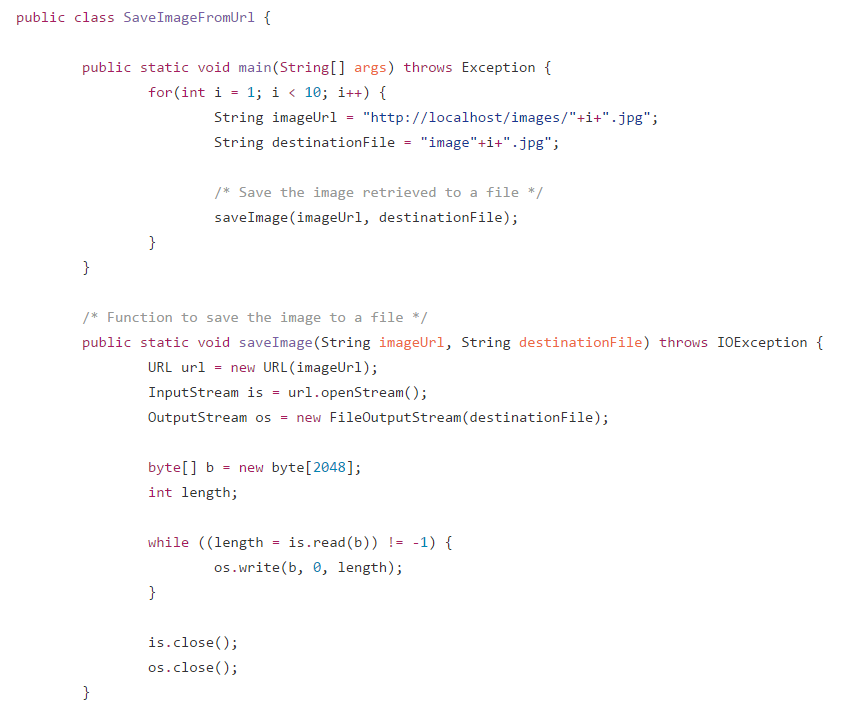 public class SaveImageFromUrl {
public static void main(String[] args) throws Exception {
for(int i = 1; i < 10; i++) {
String imageUrl = "http://localhost/images/"+i+".jpg";
String destinationFile = "image"+i+".jpg";
/* Save the image retrieved to a file */
saveImage(imageUrl, destinationFile);
}
}
/* Function to save the image to a file */
public static void saveImage(String imageUrl, String destinationFile) throws IOException {
URL url = new URL(imageUrl);
InputStream is = url.openStream();
OutputStream os = new FileOutputStream(destinationFile);
byte[] b = new byte[2048];
int length;
while ((length = is.read(b)) != -1) {
os.write(b, 0, length);
}
is.close();
os.close();
}